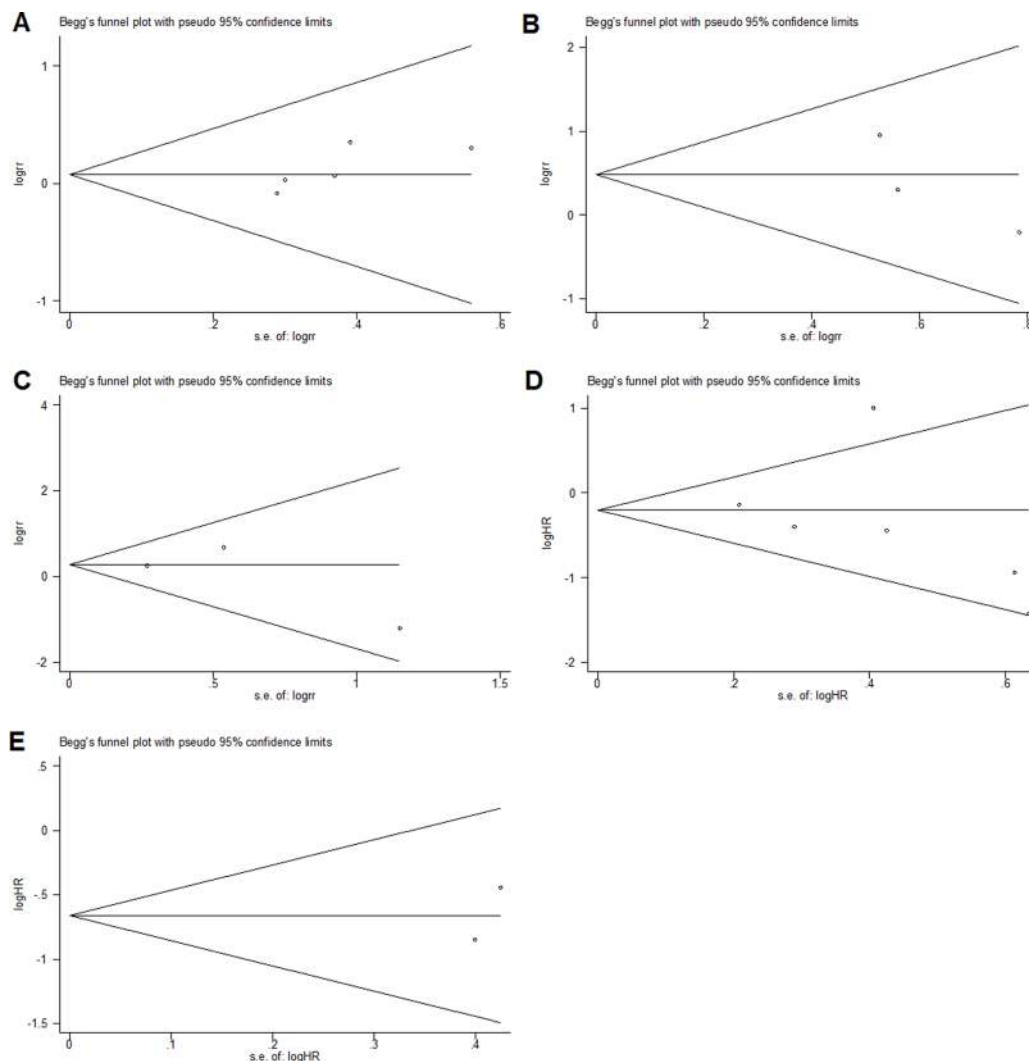 A
Begg's funnel plot with pseudo 95% confidence limits
1
0
-1
logrr
0 .2 .4 .6
s.e. of: logrr
B
Begg's funnel plot with pseudo 95% confidence limits
2
1
0
-1
logrr
0 .2 .4 .6 .8
s.e. of: logrr
C
Begg's funnel plot with pseudo 95% confidence limits
4
2
0
-2
logrr
0 .5 1 1.5
s.e. of: logrr
D
Begg's funnel plot with pseudo 95% confidence limits
1
0
-1
-2
logHR
0 .2 .4 .6
s.e. of: logHR
E
Begg's funnel plot with pseudo 95% confidence limits
.5
0
-.5
-1
-1.5
logHR
0 .1 .2 .3 .4
s.e. of: logHR